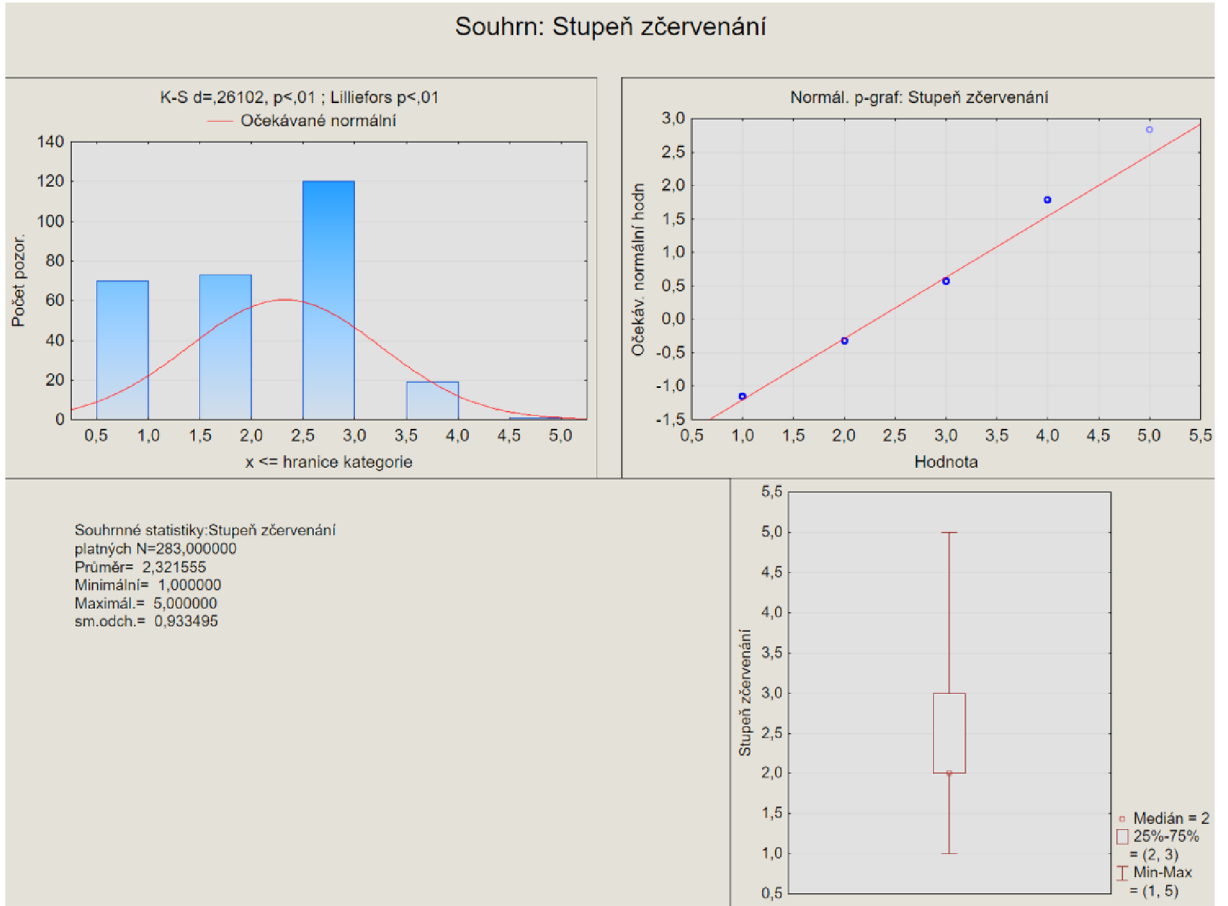 Souhrn: Stupeň zčervenání
K-S d=,26102, p<,01 ; Lilliefors p<,01
Očekávané normální
Počet pozor.
140
120
100
80
60
40
20
0
0,5 1,0 1,5 2,0 2,5 3,0 3,5 4,0 4,5 5,0
x <= hranice kategorie
Normál. p-graf: Stupeň zčervenání
Očekáv. normální hodn
3,0
2,5
2,0
1,5
1,0
0,5
0,0
-0,5
-1,0
-1,5
0,5 1,0 1,5 2,0 2,5 3,0 3,5 4,0 4,5 5,0 5,5
Hodnota
Souhrnné statistiky:Stupeň zčervenání
platných N=283,000000
Průměr= 2,321555
Minimální= 1,000000
Maximál.= 5,000000
sm.odch.= 0,933495
Stupeň zčervenání
5,5
5,0
4,5
4,0
3,5
3,0
2,5
2,0
1,5
1,0
0,5
Medián = 2
25%-75%
= (2, 3)
Min-Max
= (1, 5)